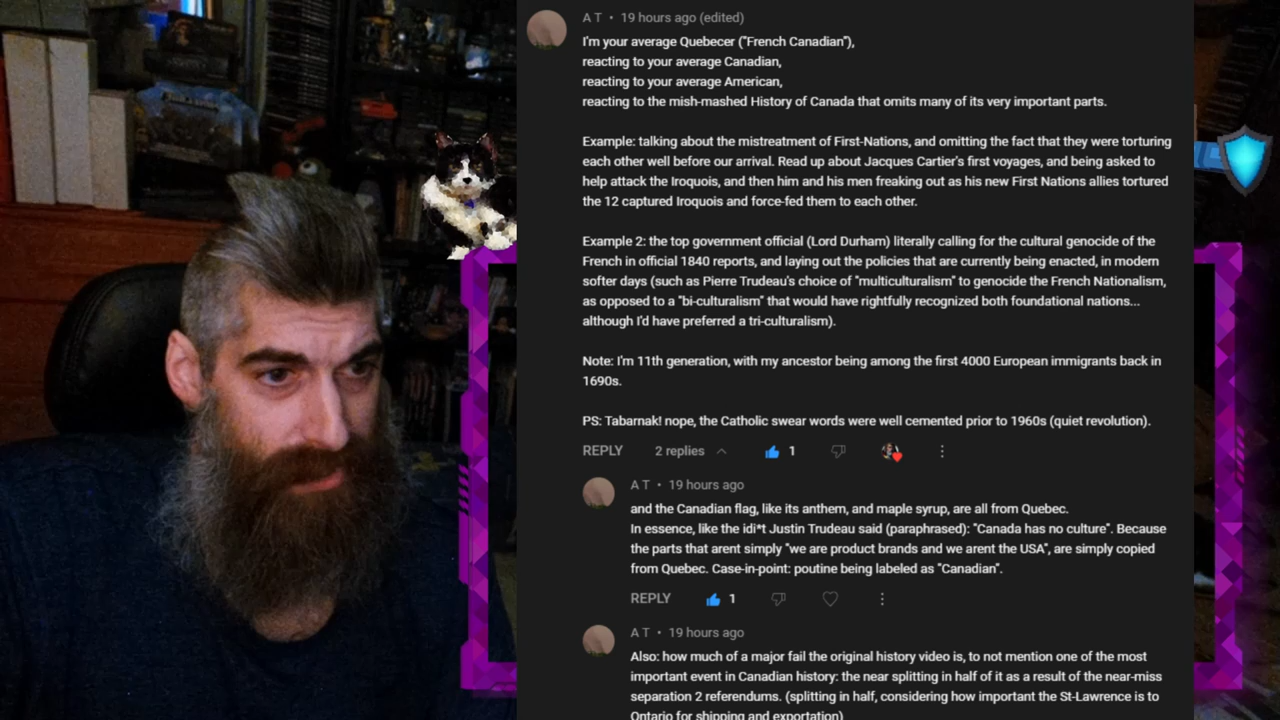 A T • 19 hours ago (edited)
I'm your average Quebecer ("French Canadian"),
reacting to your average Canadian,
reacting to your average American,
reacting to the mish-mashed History of Canada that omits many of its very important parts.
Example: talking about the mistreatment of First-Nations, and omitting the fact that they were torturing
each other well before our arrival. Read up about Jacques Cartier's first voyages, and being asked to
help attack the Iroquois, and then him and his men freaking out as his new First Nations allies tortured
the 12 captured Iroquois and force-fed them to each other.
Example 2: the top government official (Lord Durham) literally calling for the cultural genocide of the
French in official 1840 reports, and laying out the policies that are currently being enacted, in modern
softer days (such as Pierre Trudeau's choice of "multiculturalism" to genocide the French Nationalism,
as opposed to a "bi-culturalism" that would have rightfully recognized both foundational nations...
although I'd have preferred a tri-culturalism).
Note: I'm 11th generation, with my ancestor being among the first 4000 European immigrants back in
1690s.
PS: Tabarnak! nope, the Catholic swear words were well cemented prior to 1960s (quiet revolution).
REPLY 2 replies 1
A T • 19 hours ago
and the Canadian flag, like its anthem, and maple syrup, are all from Quebec.
In essence, like the idi*t Justin Trudeau said (paraphrased): "Canada has no culture". Because
the parts that arent simply "we are product brands and we arent the USA", are simply copied
from Quebec. Case-in-point: poutine being labeled as "Canadian".
REPLY 1
A T • 19 hours ago
Also: how much of a major fail the original history video is, to not mention one of the most
important event in Canadian history: the near splitting in half of it as a result of the near-miss
separation 2 referendums. (splitting in half, considering how important the St-Lawrence is to
Ontario for shipping and exportation)